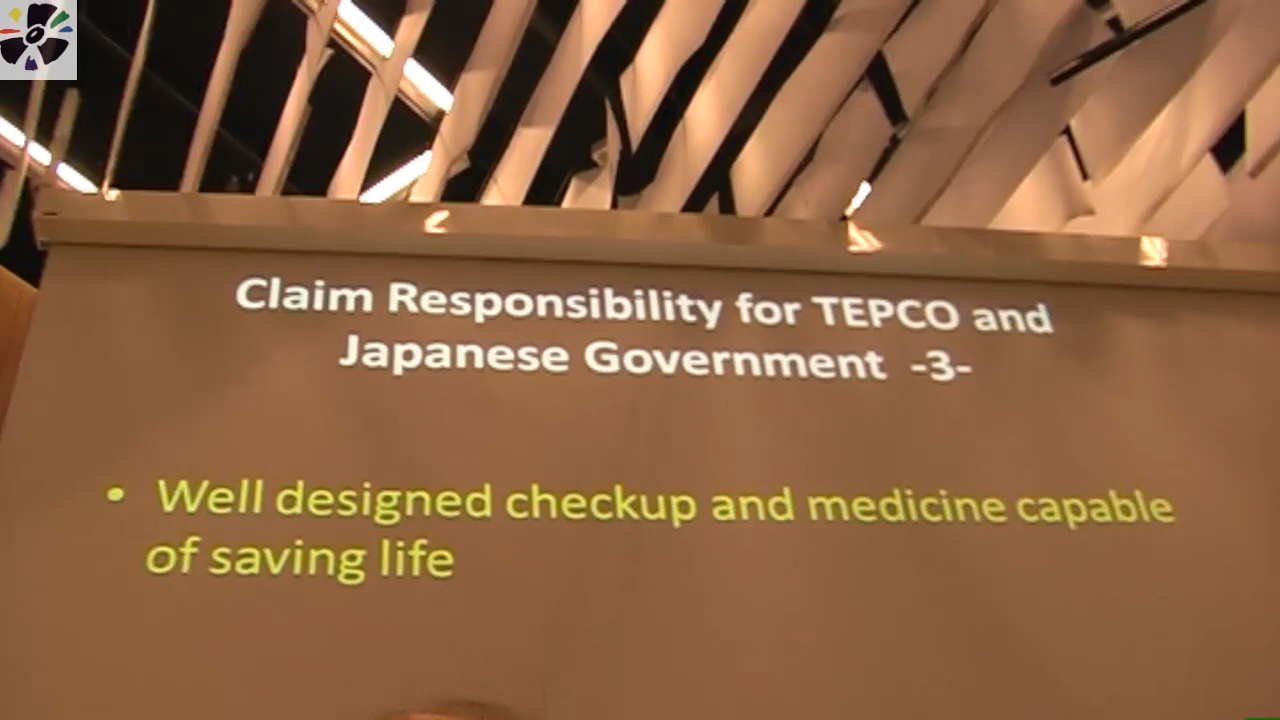 Claim Responsibility for TEPCO and
Japanese Government -3-
• Well designed checkup and medicine capable
of saving life